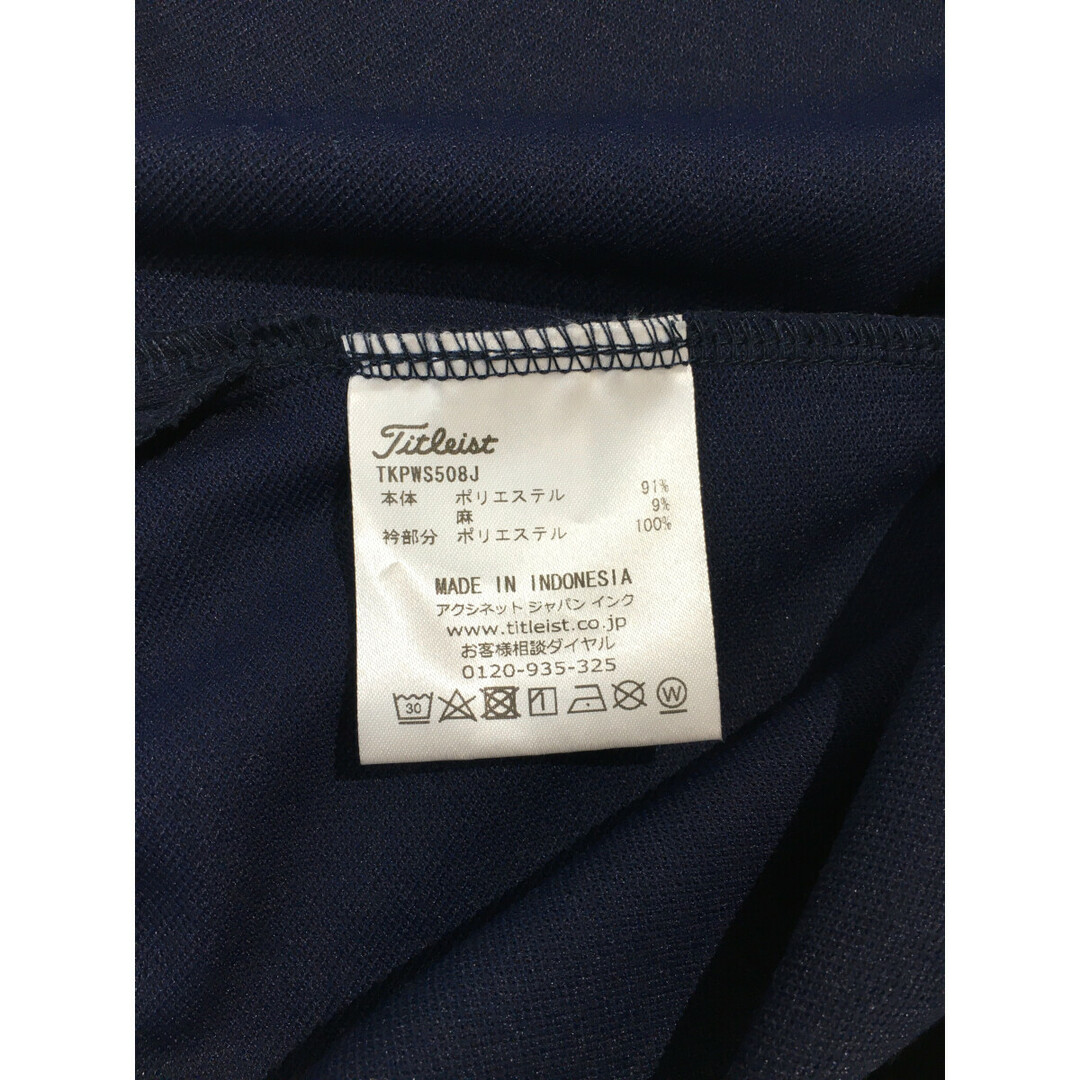 Titleist
TKPWS508J
本体 ポリエステル 91%
麻 9%
衿部分 ポリエステル 100%
MADE IN INDONESIA
アクシネット ジャパン インク
www.titleist.co.jp
お客様相談ダイヤル
0120-935-325
30 W